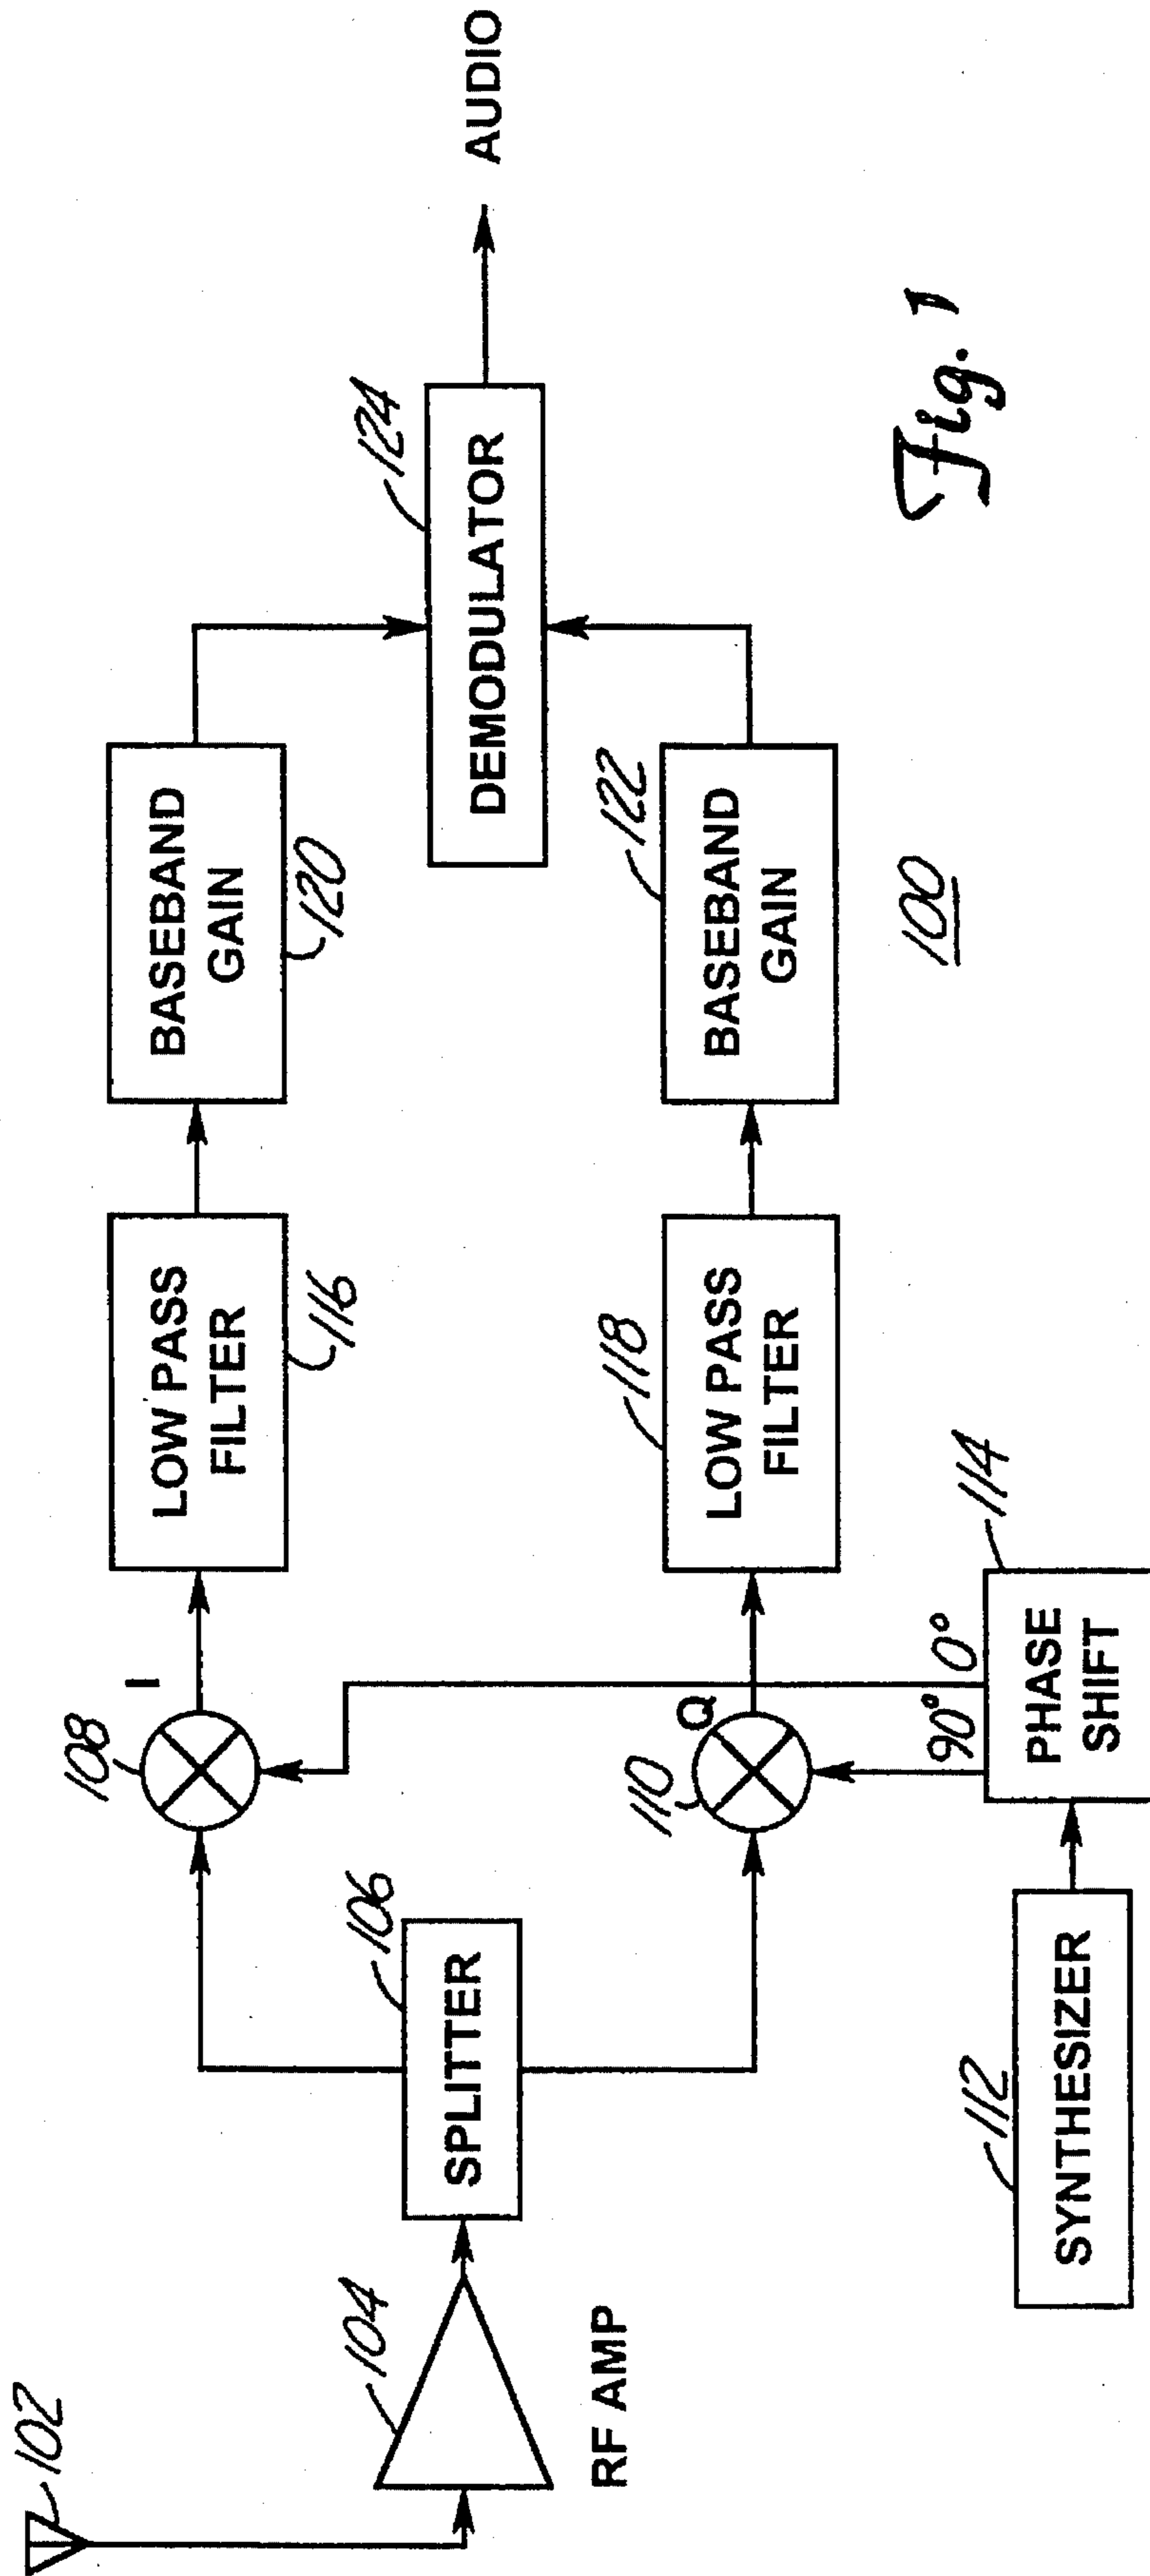 102
104
RF AMP
106
SPLITTER
108
I
110
Q
90°
0°
112
SYNTHESIZER
114
PHASE
SHIFT
LOW PASS
FILTER
116
118
LOW PASS
FILTER
BASEBAND
GAIN
120
122
BASEBAND
GAIN
124
DEMODULATOR
AUDIO
100
Fig. 1